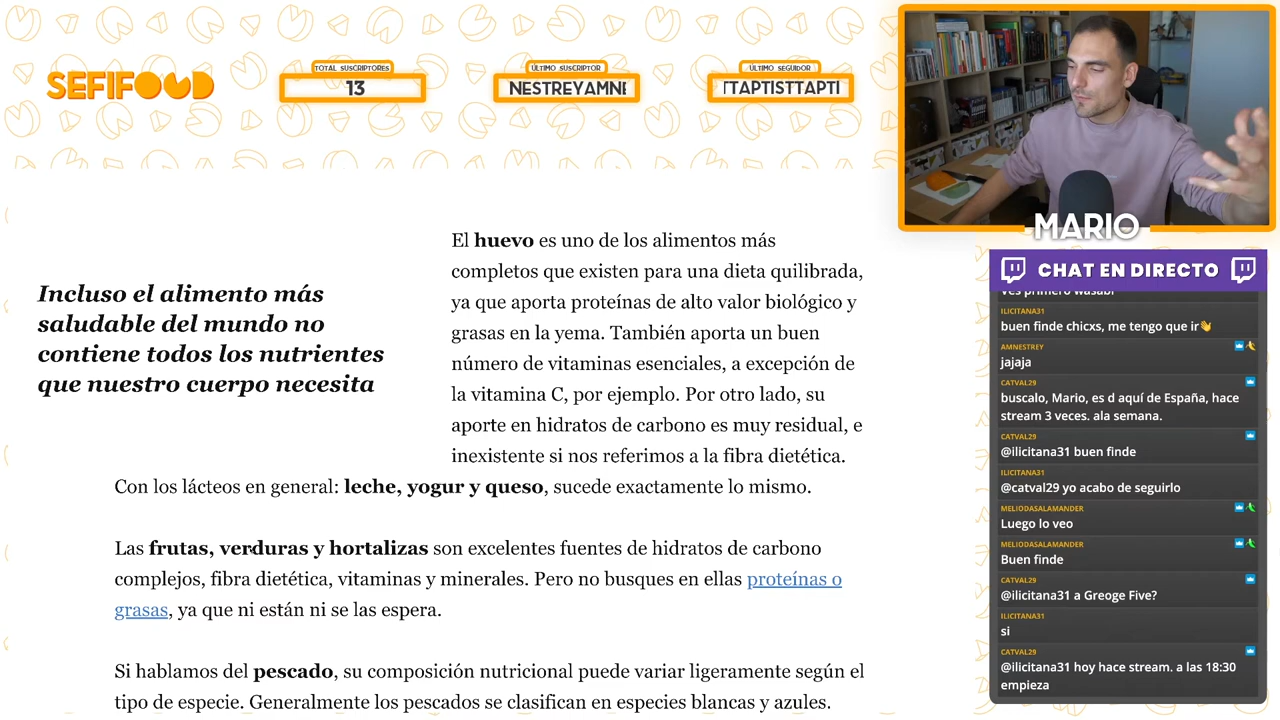 SEFIFOOD
TOTAL SUSCRIPTORES
13
ÚLTIMO SUSCRIPTOR
NESTREYAMNE
ÚLTIMO SEGUIDOR
TTAPTISTTAPTI
MARIO
Incluso el alimento más
saludable del mundo no
contiene todos los nutrientes
que nuestro cuerpo necesita
El huevo es uno de los alimentos más
completos que existen para una dieta quilibrada,
ya que aporta proteínas de alto valor biológico y
grasas en la yema. También aporta un buen
número de vitaminas esenciales, a excepción de
la vitamina C, por ejemplo. Por otro lado, su
aporte en hidratos de carbono es muy residual, e
inexistente si nos referimos a la fibra dietética.
Con los lácteos en general: leche, yogur y queso, sucede exactamente lo mismo.
Las frutas, verduras y hortalizas son excelentes fuentes de hidratos de carbono
complejos, fibra dietética, vitaminas y minerales. Pero no busques en ellas proteínas o
grasas, ya que ni están ni se las espera.
Si hablamos del pescado, su composición nutricional puede variar ligeramente según el
tipo de especie. Generalmente los pescados se clasifican en especies blancas y azules.
CHAT EN DIRECTO
Ves primero wasabi
ILICITANA31
buen finde chicxs, me tengo que ir👋
AMNESTREY
jajaja
CATVAL29
buscalo, Mario, es d aquí de España, hace
stream 3 veces. ala semana.
CATVAL29
@ilicitana31 buen finde
ILICITANA31
@catval29 yo acabo de seguirlo
MELIODASALAMANDER
Luego lo veo
MELIODASALAMANDER
Buen finde
CATVAL29
@ilicitana31 a Greoge Five?
ILICITANA31
si
CATVAL29
@ilicitana31 hoy hace stream. a las 18:30
empieza